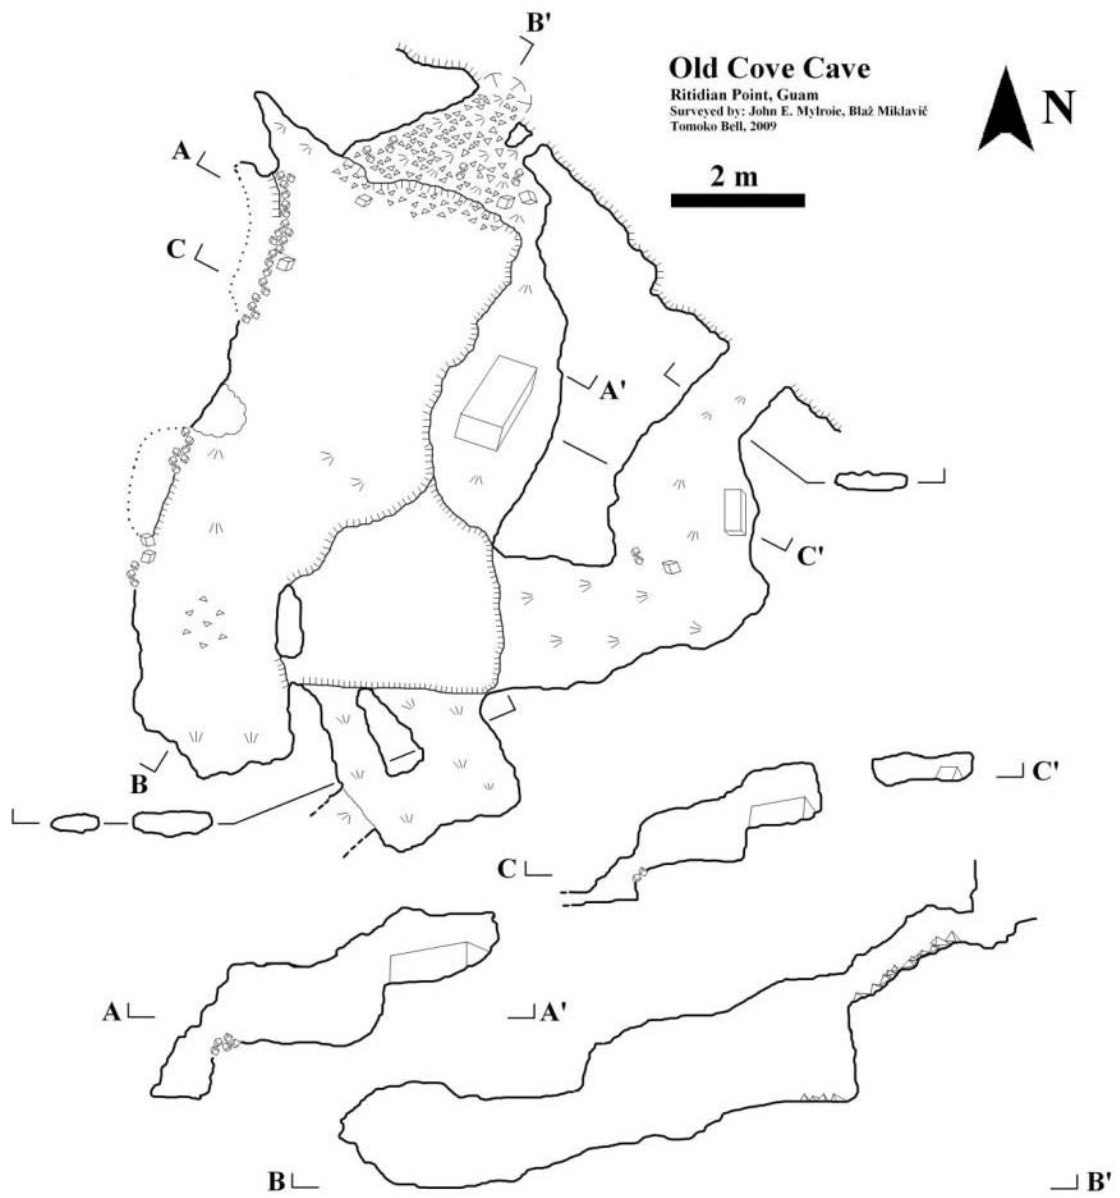 B'
Old Cove Cave
Ritidian Point, Guam
Surveyed by: John E. Mylroie, Blaž Miklavič
Tomoko Bell, 2009
N
2 m
A
C
A'
C'
B
C'
C
A
A'
B
B'